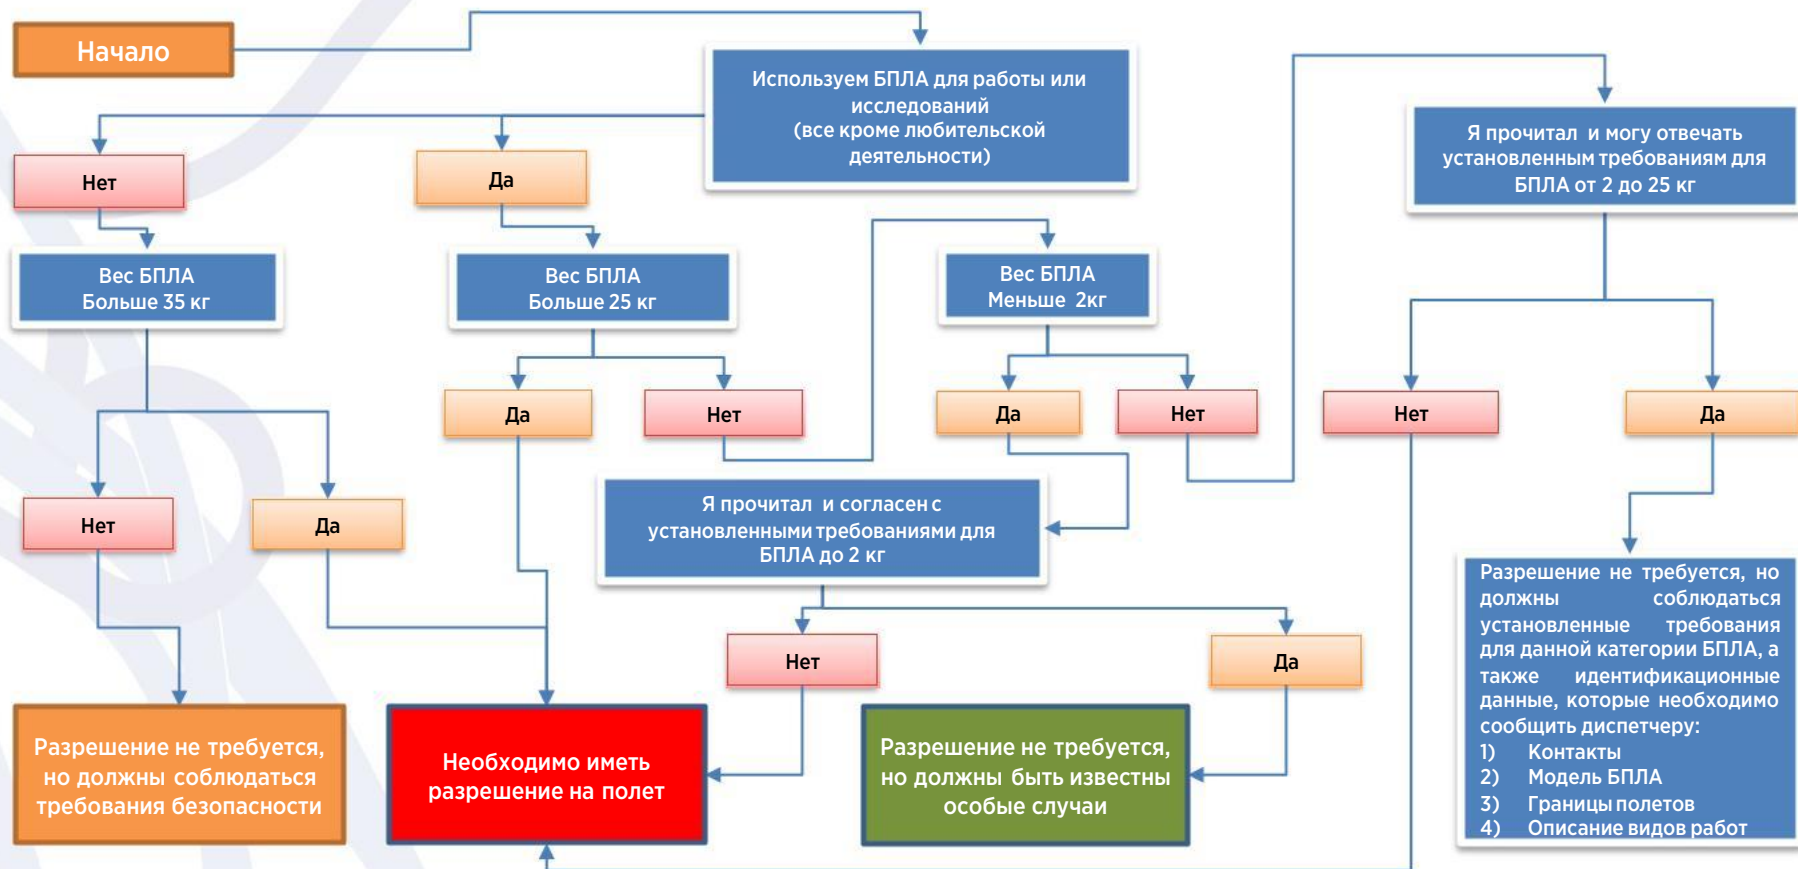 Начало
Используем БПЛА для работы или
исследований
(все кроме любительской
деятельности)
Я прочитал и могу отвечать
установленным требованиям для
БПЛА от 2 до 25 кг
Нет
Да
Вес БПЛА
Больше 35 кг
Вес БПЛА
Больше 25 кг
Вес БПЛА
Меньше 2кг
Да
Нет
Да
Нет
Нет
Да
Нет
Да
Я прочитал и согласен с
установленными требованиями для
БПЛА до 2 кг
Нет
Да
Разрешение не требуется,
но должны соблюдаться
требования безопасности
Необходимо иметь
разрешение на полет
Разрешение не требуется,
но должны быть известны
особые случаи
Разрешение не требуется, но
должны соблюдаться
установленные требования
для данной категории БПЛА, а
также идентификационные
данные, которые необходимо
сообщить диспетчеру:
1) Контакты
2) Модель БПЛА
3) Границы полетов
4) Описание видов работ